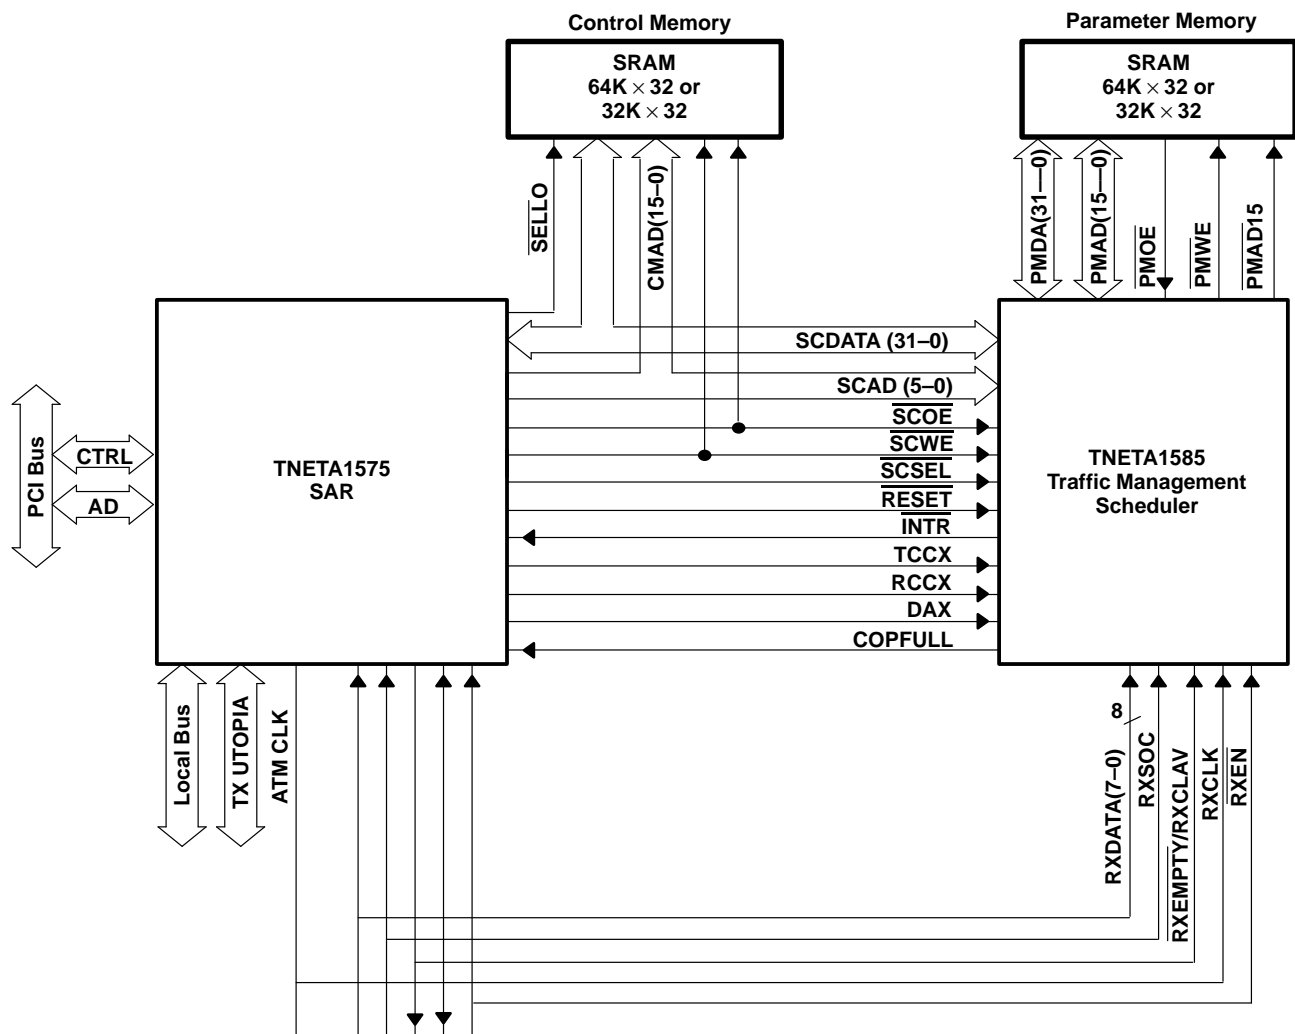 Control Memory
SRAM
64K × 32 or
32K × 32
Parameter Memory
SRAM
64K × 32 or
32K × 32
SELLO
CMAD(15–0)
PMDA(31––0)
PMAD(15––0)
PMOE
PMWE
PMAD15
SCDATA (31–0)
SCAD (5–0)
SCOE
SCWE
SCSEL
RESET
INTR
TCCX
RCCX
DAX
COPFULL
PCI Bus
CTRL
AD
TNETA1575
SAR
TNETA1585
Traffic Management
Scheduler
Local Bus
TX UTOPIA
ATM CLK
8
RXDATA(7–0)
RXSOC
RXEMPTY/RXCLAV
RXCLK
RXEN